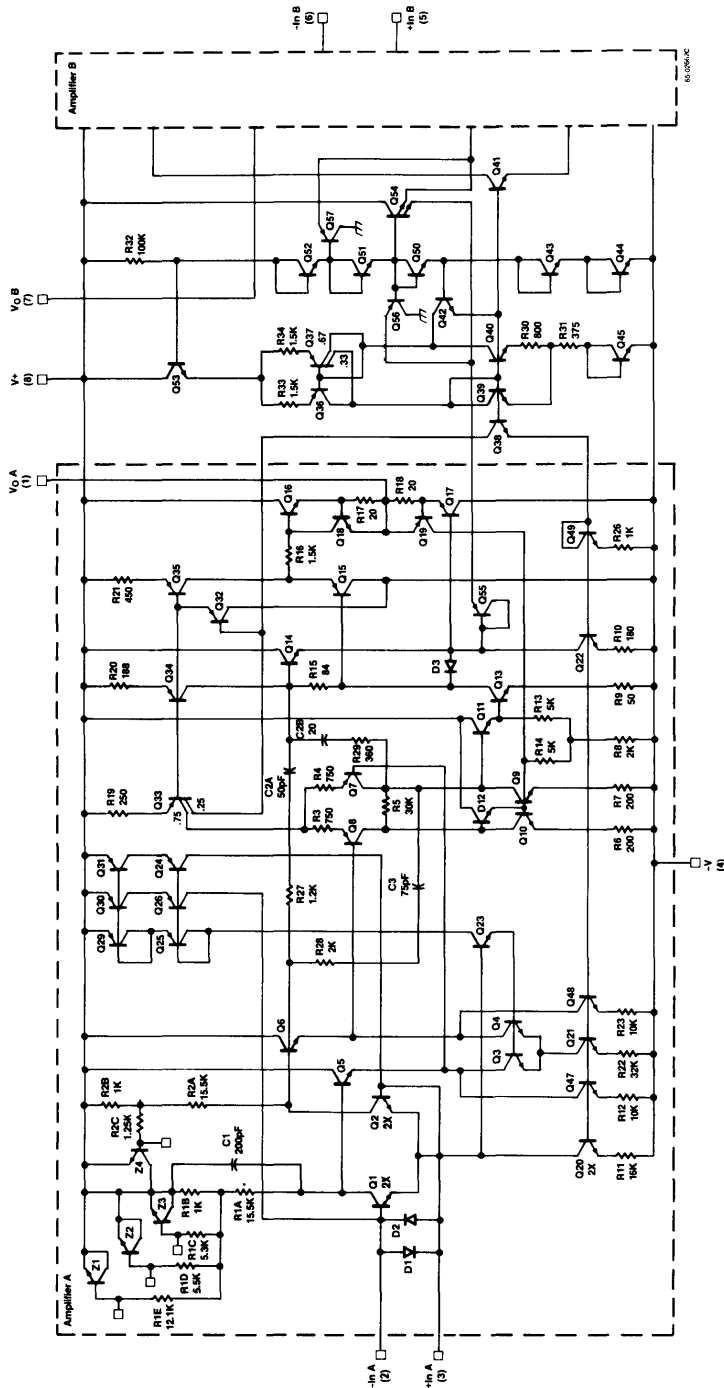 Amplifier A
Amplifier B
-In A
(2)
+In A
(3)
VO A
(1)
V+
(8)
VO B
(7)
-In B
(6)
+In B
(5)
-V
(4)
Z1
Z2
Z3
Z4
R1E
12.1K
R1D
5.5K
R1C
5.3K
R1B
1K
R1A
15.5K
C1
200pF
R2B
1K
R2C
1.25K
R2A
15.5K
D1
D2
Q1
2X
Q2
2X
Q5
Q6
Q3
Q4
Q20
2X
Q47
Q21
Q48
R11
16K
R12
10K
R22
32K
R23
10K
Q23
Q29
Q30
Q31
Q25
Q26
Q24
R28
2K
R27
1.2K
C3
75pF
R19
250
Q33
.75
.25
R3
750
R4
750
Q8
Q7
R5
30K
C2A
50pF
C2B
20
R29
360
D12
Q10
Q9
R6
200
R7
200
Q11
R14
5K
R13
5K
R8
2K
R20
188
Q34
R15
84
Q13
R9
50
Q14
D3
Q55
Q22
R10
180
R21
450
Q35
Q32
R16
1.5K
Q15
Q16
Q18
R17
20
R18
20
Q19
Q17
Q49
R26
1K
Q53
R33
1.5K
R34
1.5K
Q36
Q37
.67
.33
Q38
Q39
Q40
R30
800
R31
375
Q45
R32
100K
Q52
Q51
Q50
Q56
Q42
Q43
Q44
Q57
Q54
Q41